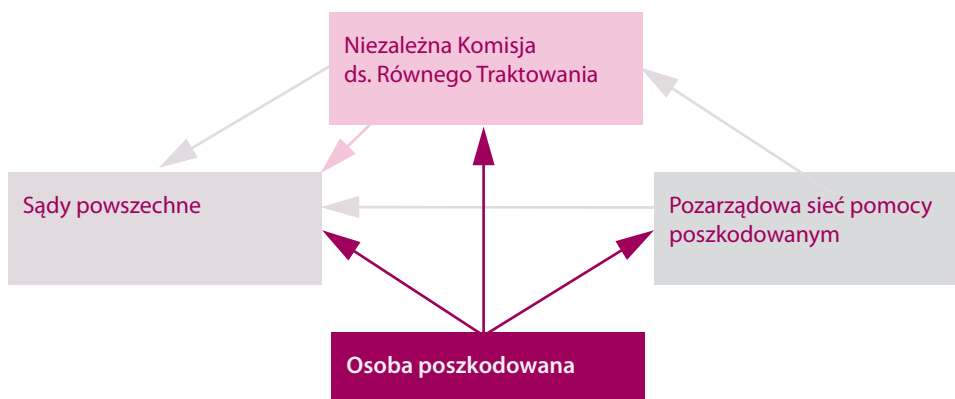 Niezależna Komisja
ds. Równego Traktowania
Sądy powszechne
Pozarządowa sieć pomocy
poszkodowanym
Osoba poszkodowana